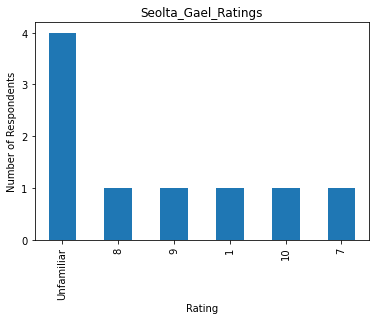 Seolta_Gael_Ratings
Number of Respondents
4
3
2
1
0
Unfamiliar
8
9
1
10
7
Rating